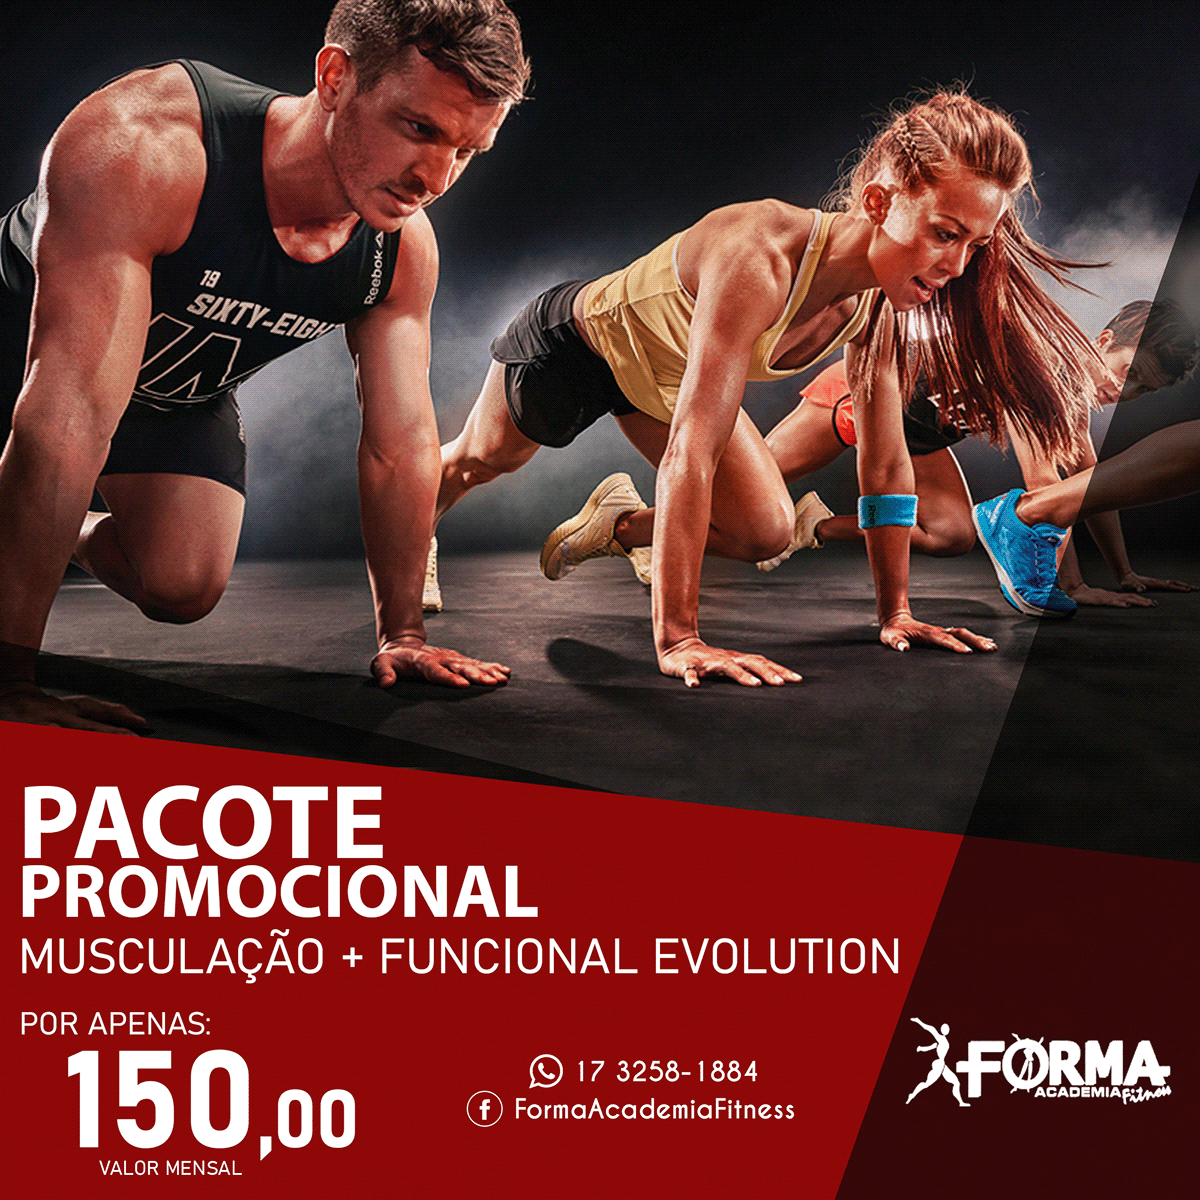 19
SIXTY-EIGH
Reebok
PACOTE
PROMOCIONAL
MUSCULAÇÃO + FUNCIONAL EVOLUTION
POR APENAS:
150,00
VALOR MENSAL
17 3258-1884
FormaAcademiaFitness
FORMA
ACADEMIA Fitness